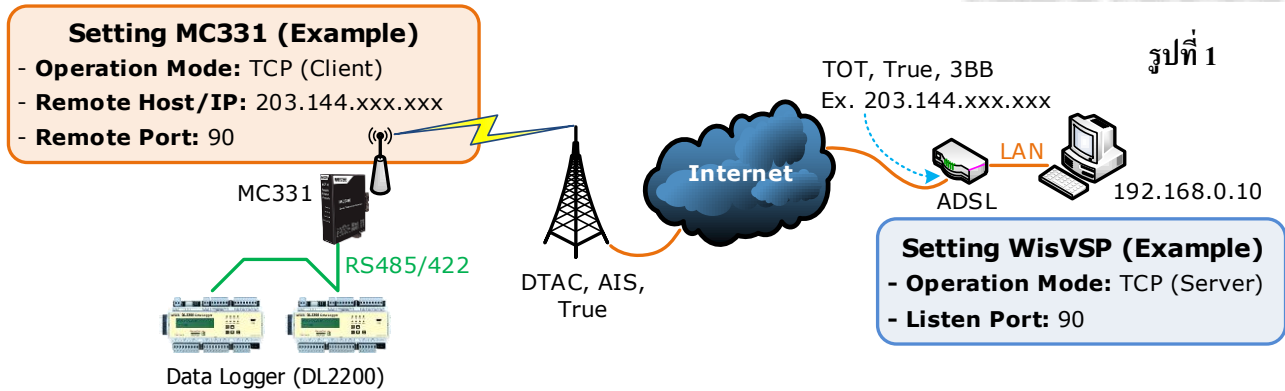 Setting MC331 (Example)
- Operation Mode: TCP (Client)
- Remote Host/IP: 203.144.xxx.xxx
- Remote Port: 90
MC331
RS485/422
Data Logger (DL2200)
DTAC, AIS,
True
Internet
TOT, True, 3BB
Ex. 203.144.xxx.xxx
รูปที่ 1
LAN
ADSL
192.168.0.10
Setting WisVSP (Example)
- Operation Mode: TCP (Server)
- Listen Port: 90